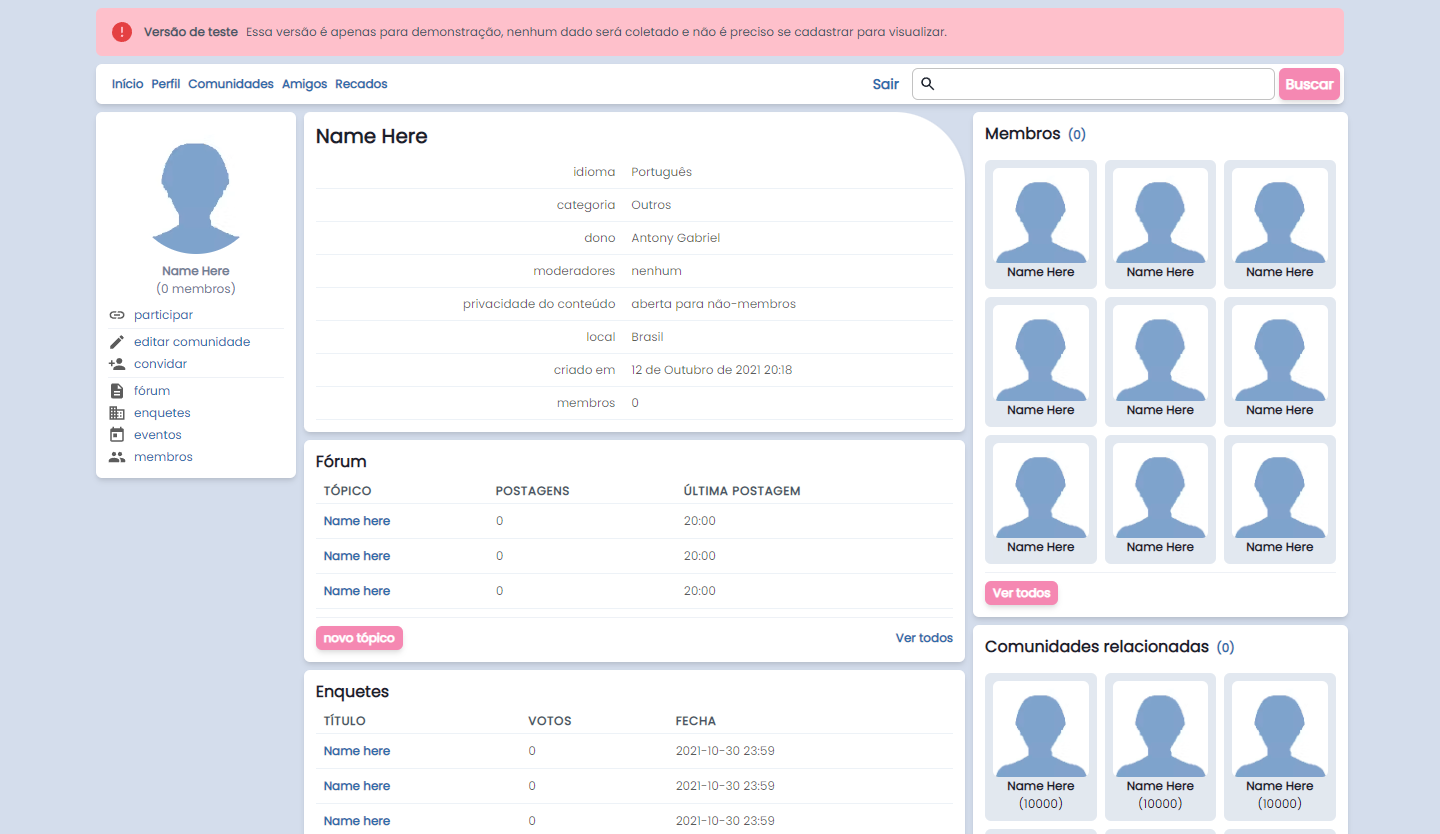 Versão de teste Essa versão é apenas para demonstração, nenhum dado será coletado e não é preciso se cadastrar para visualizar.
Início Perfil Comunidades Amigos Recados Sair Buscar
Name Here
(0 membros)
participar
editar comunidade
convidar
fórum
enquetes
eventos
membros
Name Here
idioma Português
categoria Outros
dono Antony Gabriel
moderadores nenhum
privacidade do conteúdo aberta para não-membros
local Brasil
criado em 12 de Outubro de 2021 20:18
membros 0
Fórum
TÓPICO POSTAGENS ÚLTIMA POSTAGEM
Name here 0 20:00
Name here 0 20:00
Name here 0 20:00
novo tópico Ver todos
Enquetes
TÍTULO VOTOS FECHA
Name here 0 2021-10-30 23:59
Name here 0 2021-10-30 23:59
Name here 0 2021-10-30 23:59
Membros (0)
Name Here Name Here Name Here
Name Here Name Here Name Here
Name Here Name Here Name Here
Ver todos
Comunidades relacionadas (0)
Name Here Name Here Name Here
(10000) (10000) (10000)